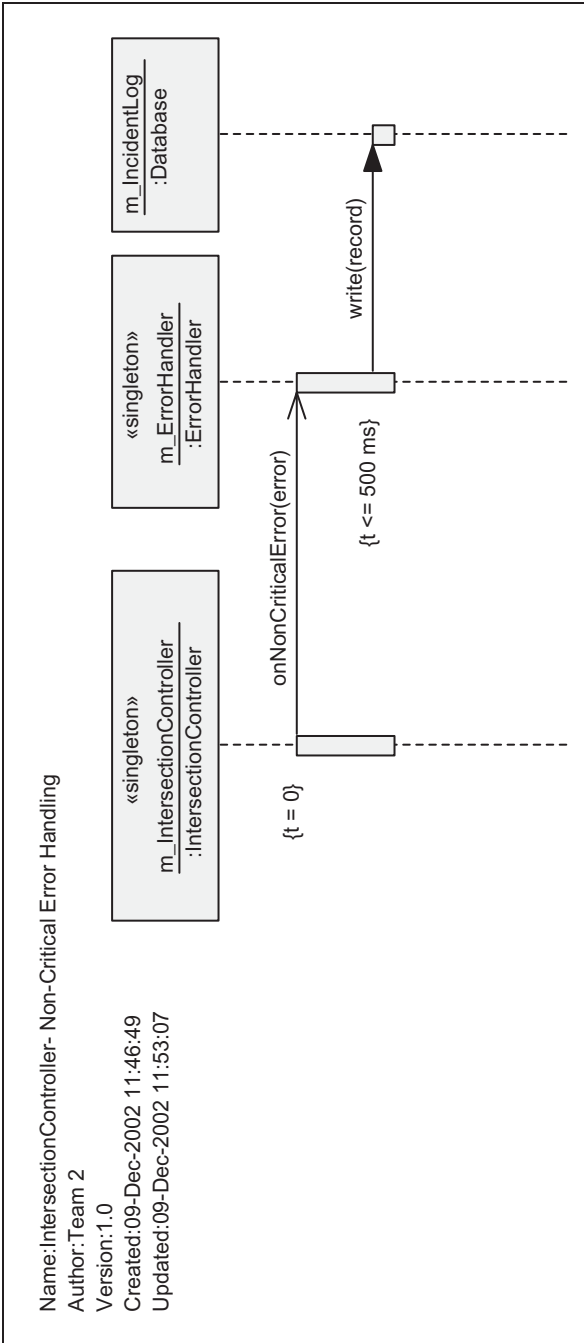 Name:IntersectionController- Non-Critical Error Handling
Author:Team 2
Version:1.0
Created:09-Dec-2002 11:46:49
Updated:09-Dec-2002 11:53:07
«singleton»
m_IntersectionController
:IntersectionController
«singleton»
m_ErrorHandler
:ErrorHandler
m_IncidentLog
:Database
{t = 0}
onNonCriticalError(error)
{t <= 500 ms}
write(record)